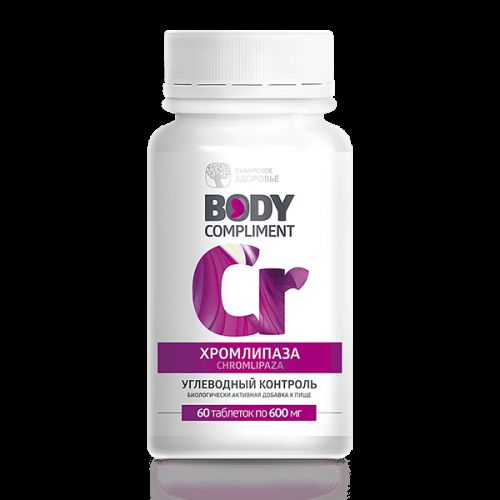 СИБИРСКОЕ
ЗДОРОВЬЕ
BODY
COMPLIMENT
Cr
ХРОМЛИПАЗА
CHROMLIPAZA
УГЛЕВОДНЫЙ КОНТРОЛЬ
БИОЛОГИЧЕСКИ АКТИВНАЯ ДОБАВКА К ПИЩЕ
60 таблеток по 600 мг